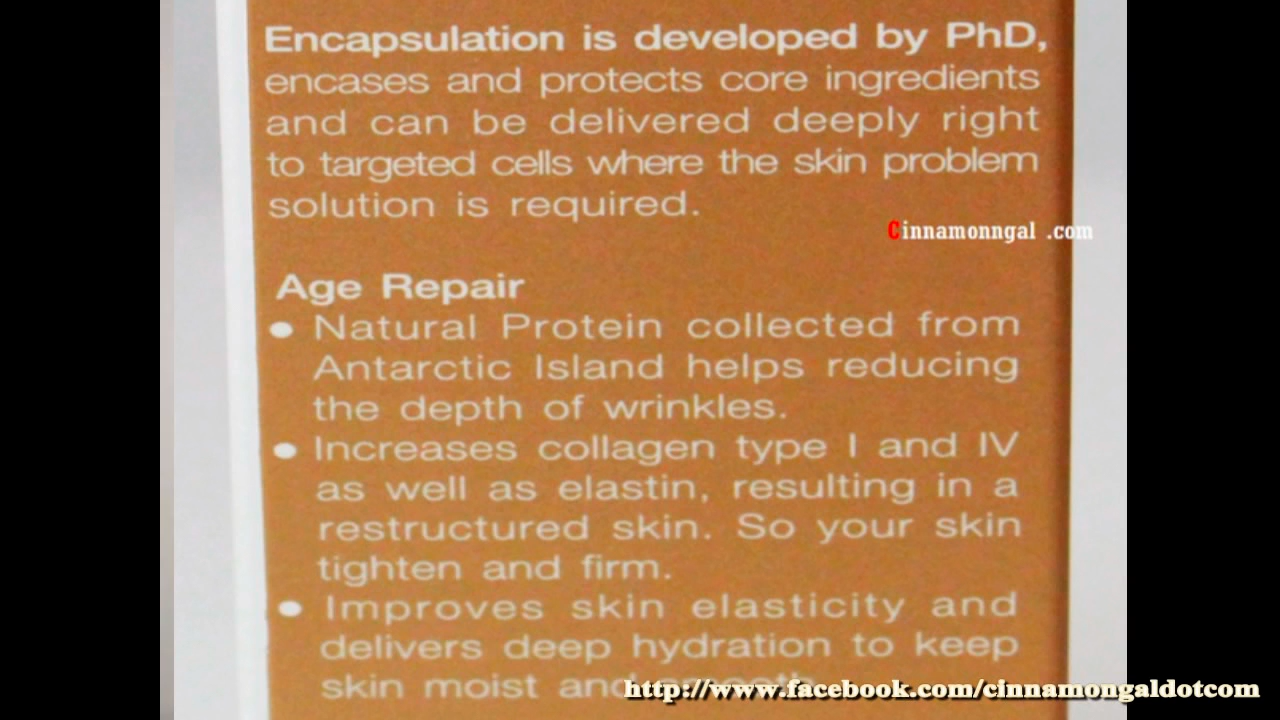 Encapsulation is developed by PhD,
encases and protects core ingredients
and can be delivered deeply right
to targeted cells where the skin problem
solution is required.
Cinnamonngal .com
Age Repair
● Natural Protein collected from
Antarctic Island helps reducing
the depth of wrinkles.
● Increases collagen type I and IV
as well as elastin, resulting in a
restructured skin. So your skin
tighten and firm.
● Improves skin elasticity and
delivers deep hydration to keep
skin moist and
http://www.facebook.com/cinnamongaldotcom